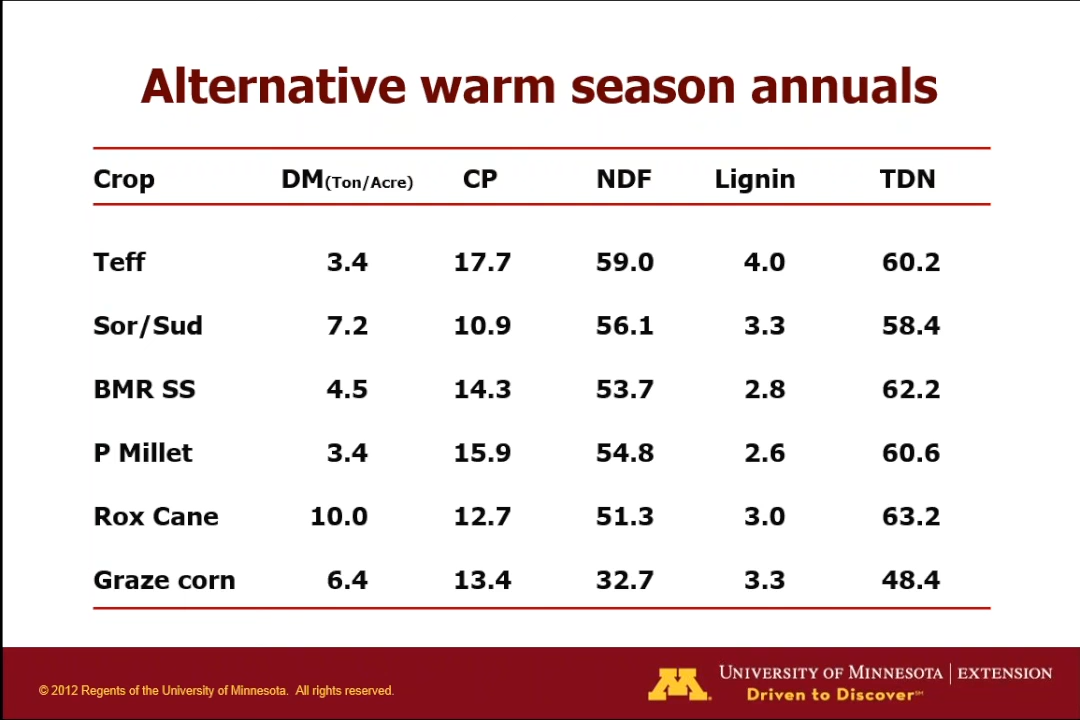 Alternative warm season annuals
Crop DM(Ton/Acre) CP NDF Lignin TDN
Teff 3.4 17.7 59.0 4.0 60.2
Sor/Sud 7.2 10.9 56.1 3.3 58.4
BMR SS 4.5 14.3 53.7 2.8 62.2
P Millet 3.4 15.9 54.8 2.6 60.6
Rox Cane 10.0 12.7 51.3 3.0 63.2
Graze corn 6.4 13.4 32.7 3.3 48.4
© 2012 Regents of the University of Minnesota. All rights reserved.
M
UNIVERSITY OF MINNESOTA | EXTENSION
Driven to Discover℠